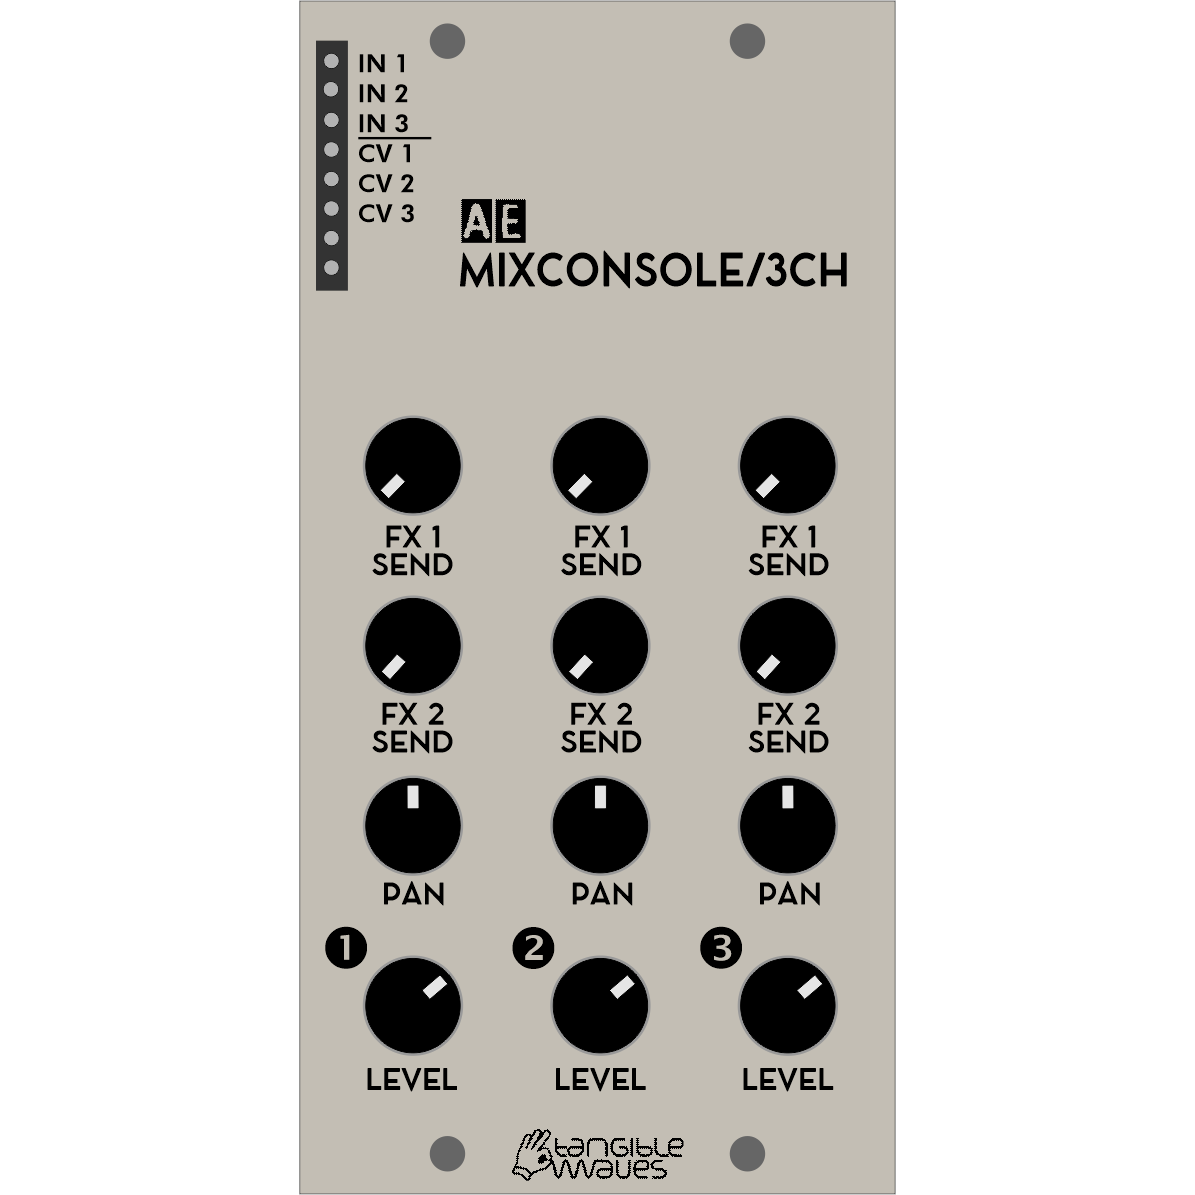 IN 1
IN 2
IN 3
CV 1
CV 2
CV 3
AE
MIXCONSOLE/3CH
FX 1 FX 1 FX 1
SEND SEND SEND
FX 2 FX 2 FX 2
SEND SEND SEND
PAN PAN PAN
1 2 3
LEVEL LEVEL LEVEL
tangible
waves